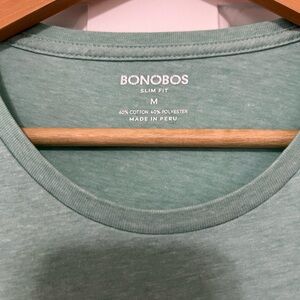 BONOBOS
SLIM FIT
M
60% COTTON 40% POLYESTER
MADE IN PERU